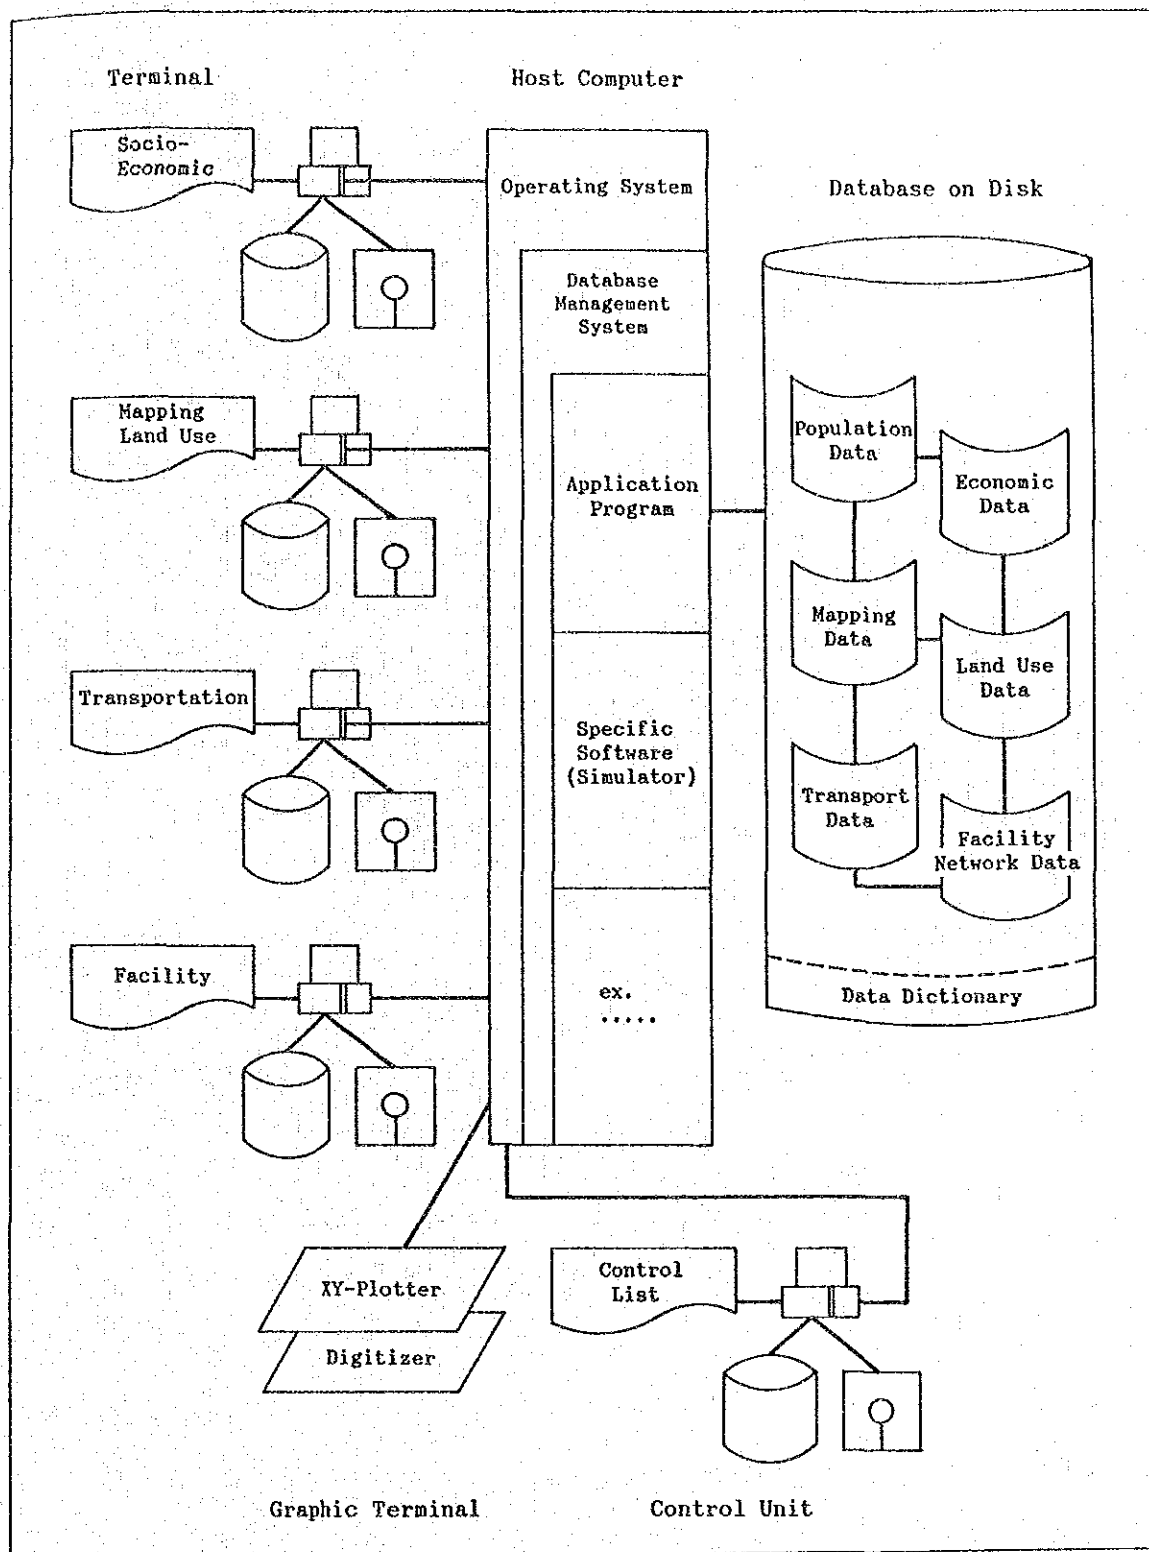 Terminal
Host Computer
Socio-
Economic
Operating System
Database on Disk
Database
Management
System
Mapping
Land Use
Population
Data
Economic
Data
Application
Program
Mapping
Data
Land Use
Data
Transportation
Specific
Software
(Simulator)
Transport
Data
Facility
Network Data
Facility
ex.
.....
Data Dictionary
XY-Plotter
Digitizer
Control
List
Graphic Terminal
Control Unit